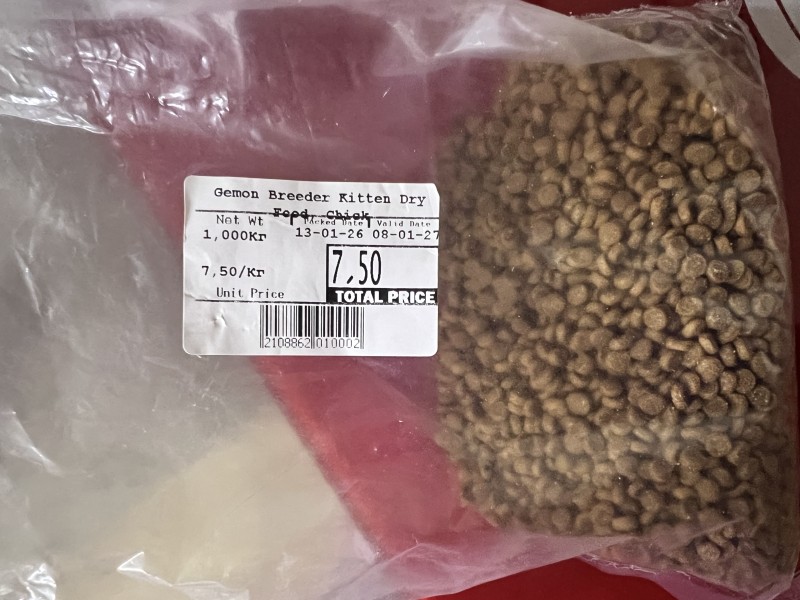 Gemon Breeder Kitten Dry
Food, Chick
Net Wt Packed Date Valid Date
1,000Kr 13-01-26 08-01-27
7,50/Kr 7,50
Unit Price TOTAL PRICE
2108862 010002